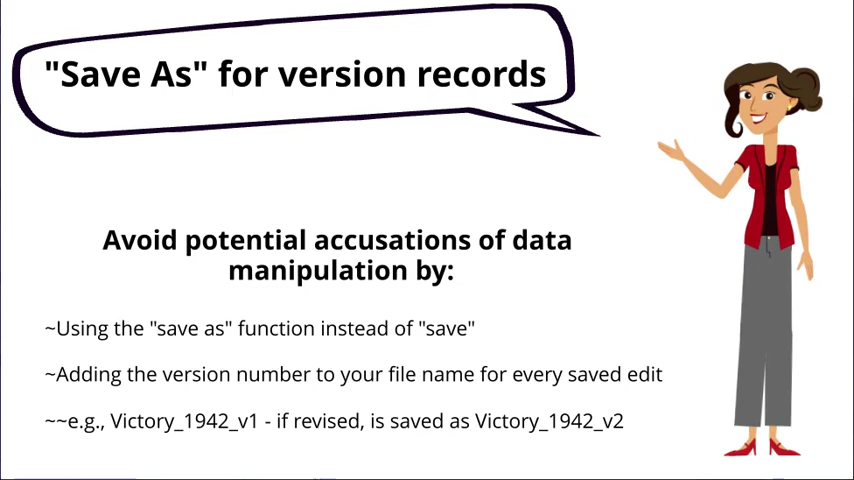 "Save As" for version records
Avoid potential accusations of data
manipulation by:
~Using the "save as" function instead of "save"
~Adding the version number to your file name for every saved edit
~~e.g., Victory_1942_v1 - if revised, is saved as Victory_1942_v2